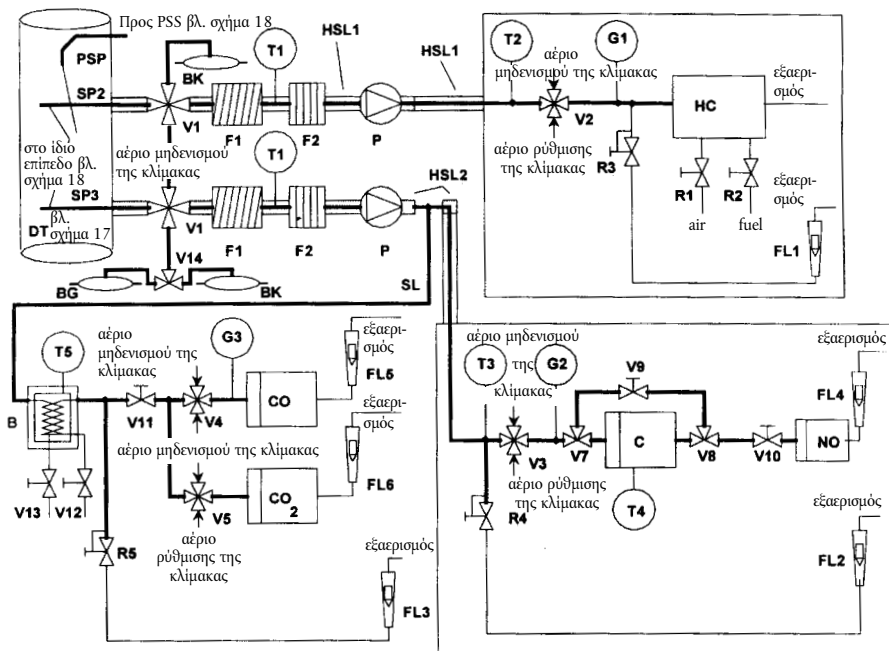 Προς PSS βλ. σχήμα 18
PSP
BK
T1
HSL1
HSL1
SP2
V1
F1
F2
P
στο ίδιο
επίπεδο βλ.
σχήμα 18
αέριο μηδενισμού
της κλίμακας
T1
HSL2
SP3
βλ.
σχήμα 17
DT
V1
F1
F2
P
V14
BG
BK
SL
T2
αέριο
μηδενισμού
της κλίμακας
G1
V2
αέριο ρύθμισης
της κλίμακας
HC
εξαερι-
σμός
R3
R1
R2
air
fuel
εξαερι-
σμός
FL1
T5
αέριο
μηδενισμού της
κλίμακας
G3
εξαερι-
σμός
FL5
B
V11
V4
CO
εξαερι-
σμός
αέριο μηδενισμού της κλίμακας
V13
V12
V5
CO2
FL6
αέριο
ρύθμισης της
κλίμακας
R5
εξαερισμός
FL3
αέριο μηδενισμού
της
κλίμακας
T3
G2
V9
εξαερισμός
FL4
V3
V7
C
V8
V10
NO
αέριο ρύθμισης
της κλίμακας
T4
R4
εξαερισμός
FL2